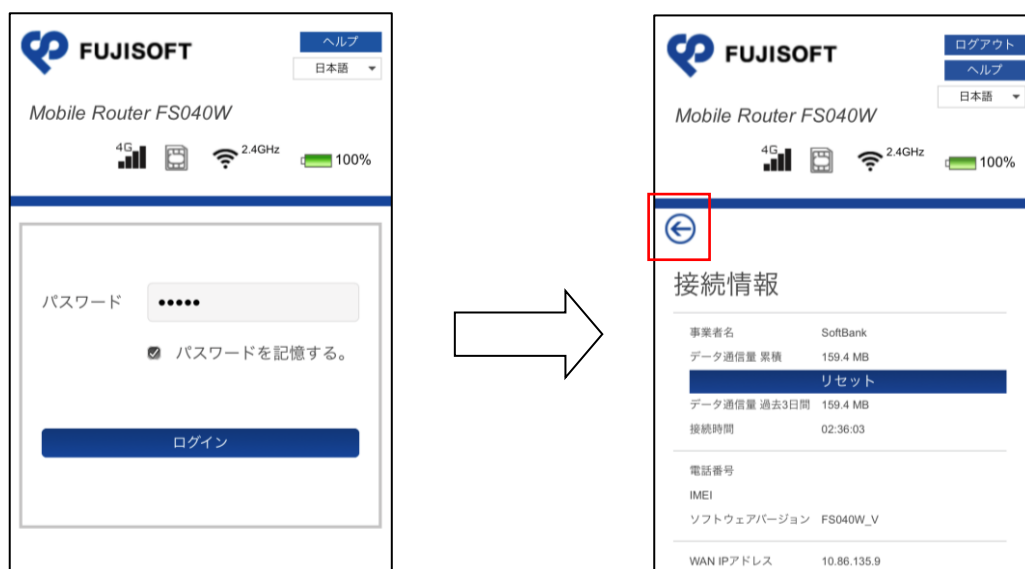 FUJISOFT
ヘルプ
日本語
Mobile Router FS040W
4G
2.4GHz
100%
パスワード
•••••
パスワードを記憶する。
ログイン
FUJISOFT
ログアウト
ヘルプ
日本語
Mobile Router FS040W
4G
2.4GHz
100%
接続情報
事業者名 SoftBank
データ通信量 累積 159.4 MB
リセット
データ通信量 過去3日間 159.4 MB
接続時間 02:36:03
電話番号
IMEI
ソフトウェアバージョン FS040W_V
WAN IPアドレス 10.86.135.9